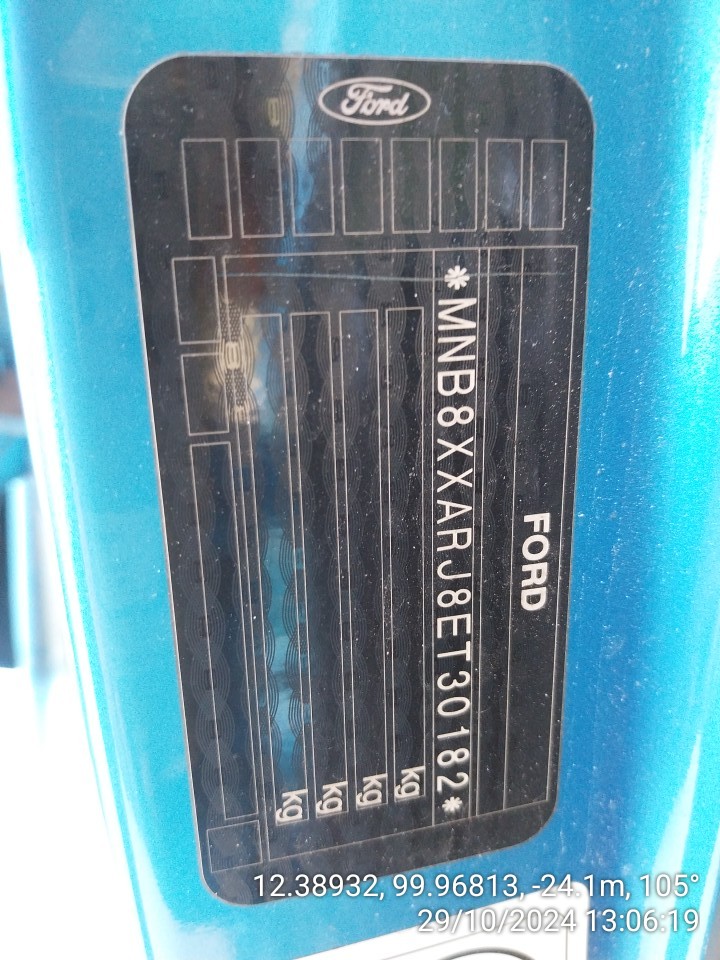 Ford
FORD
*MNB8XXARJ8ET30182*
kg
kg
kg
kg
12.38932, 99.96813, -24.1m, 105°
29/10/2024 13:06:19